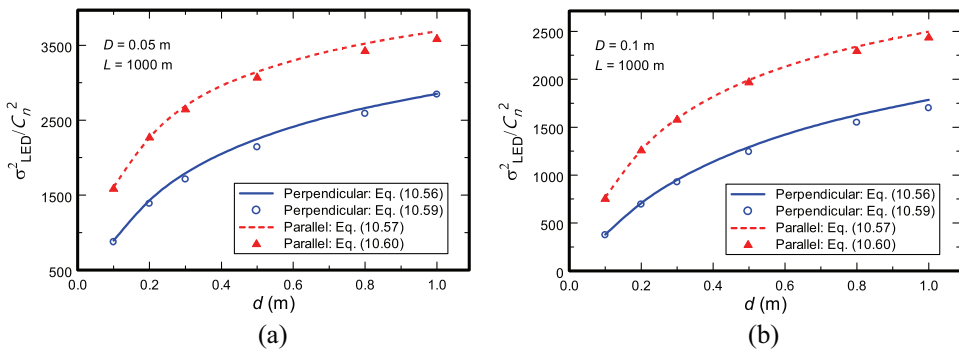 D = 0.05 m
L = 1000 m
3500
2500
1500
500
σ²LED/Cn²
Perpendicular: Eq. (10.56)
Perpendicular: Eq. (10.59)
Parallel: Eq. (10.57)
Parallel: Eq. (10.60)
0.0 0.2 0.4 0.6 0.8 1.0
d (m)
(a)
D = 0.1 m
L = 1000 m
2500
2000
1500
1000
500
0
σ²LED/Cn²
Perpendicular: Eq. (10.56)
Perpendicular: Eq. (10.59)
Parallel: Eq. (10.57)
Parallel: Eq. (10.60)
0.0 0.2 0.4 0.6 0.8 1.0
d (m)
(b)